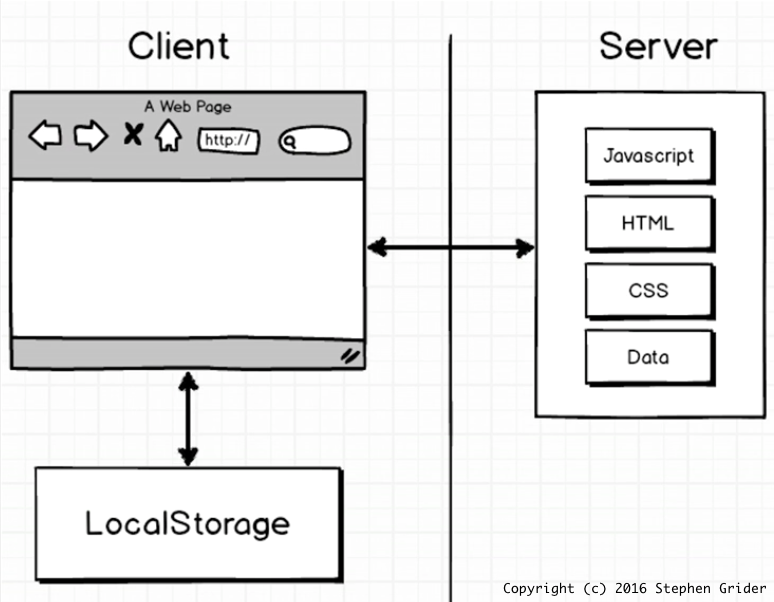 Client
Server
A Web Page
http://
Javascript
HTML
CSS
Data
LocalStorage
Copyright (c) 2016 Stephen Grider